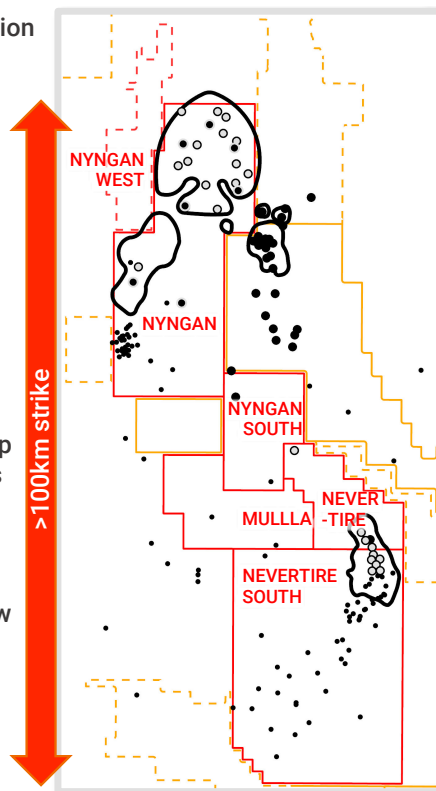 ion
NYNGAN
WEST
NYNGAN
>100km strike
NYNGAN
SOUTH
p
s
NEVER
-TIRE
MULLLA
NEVERTIRE
SOUTH
w